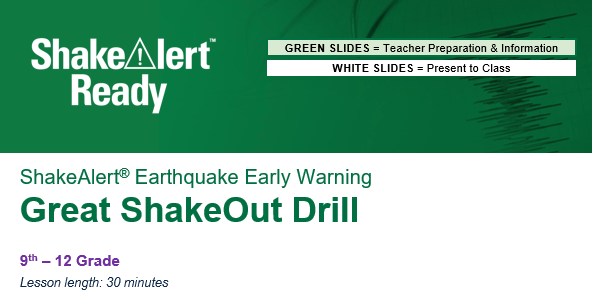 ShakeAlert™
Ready
GREEN SLIDES = Teacher Preparation & Information
WHITE SLIDES = Present to Class
ShakeAlert® Earthquake Early Warning
Great ShakeOut Drill
9th – 12 Grade
Lesson length: 30 minutes